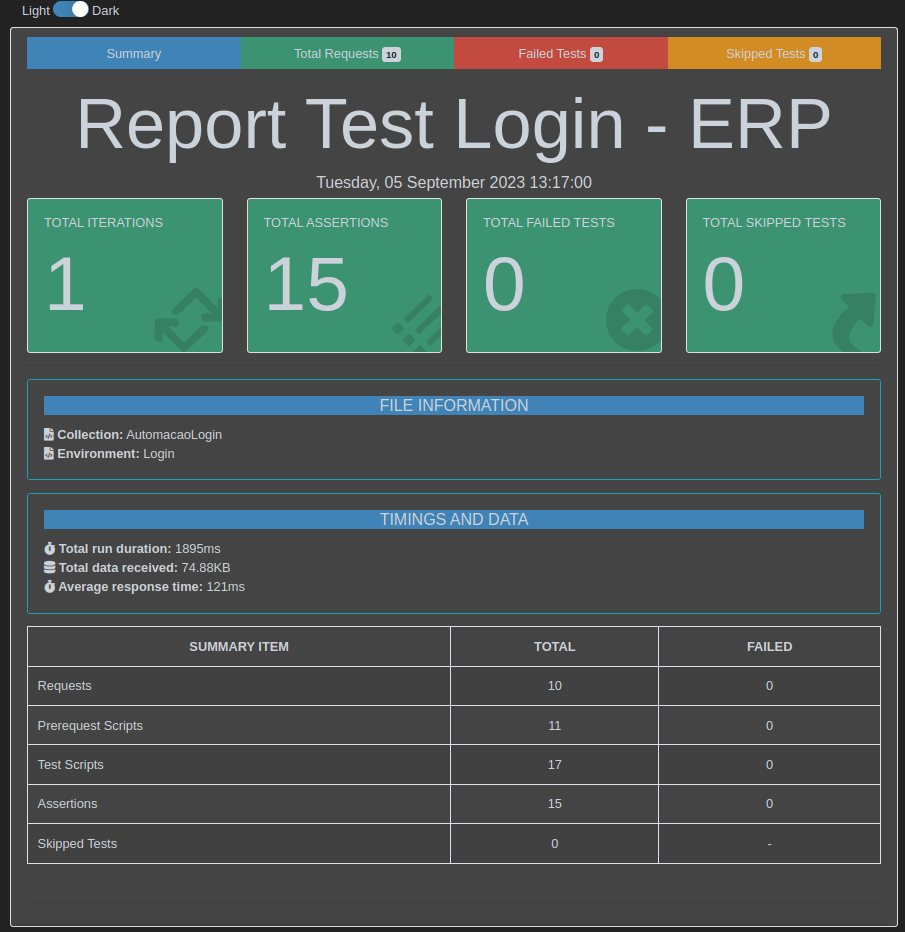 Light Dark
Summary Total Requests 10 Failed Tests 0 Skipped Tests 0
Report Test Login - ERP
Tuesday, 05 September 2023 13:17:00
TOTAL ITERATIONS TOTAL ASSERTIONS TOTAL FAILED TESTS TOTAL SKIPPED TESTS
1 15 0 0
FILE INFORMATION
Collection: AutomacaoLogin
Environment: Login
TIMINGS AND DATA
Total run duration: 1895ms
Total data received: 74.88KB
Average response time: 121ms
SUMMARY ITEM TOTAL FAILED
Requests 10 0
Prerequest Scripts 11 0
Test Scripts 17 0
Assertions 15 0
Skipped Tests 0 -